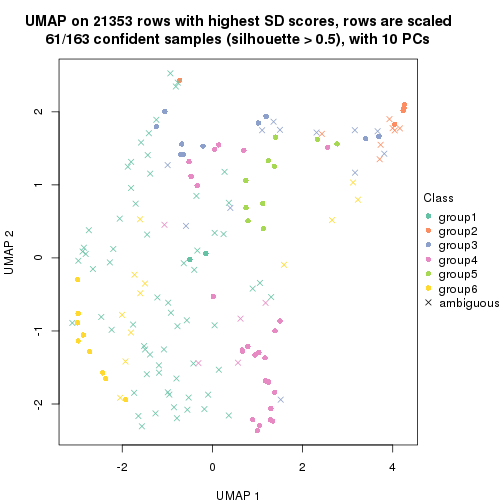 UMAP on 21353 rows with highest SD scores, rows are scaled
61/163 confident samples (silhouette > 0.5), with 10 PCs
2
1
0
-1
-2
UMAP 2
-2
0
2
4
UMAP 1
Class
group1
group2
group3
group4
group5
group6
ambiguous